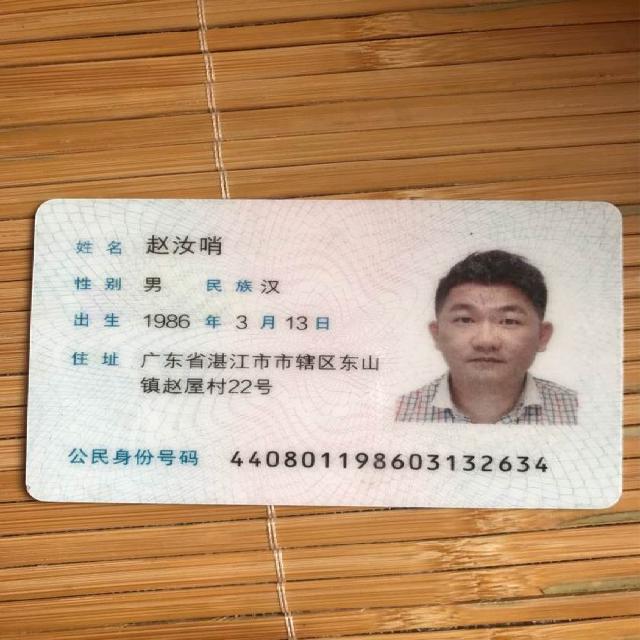 姓名 赵汝哨
性别 男 民族 汉
出生 1986 年 3 月 13 日
住址 广东省湛江市市辖区东山
镇赵屋村22号
公民身份号码 440801198603132634